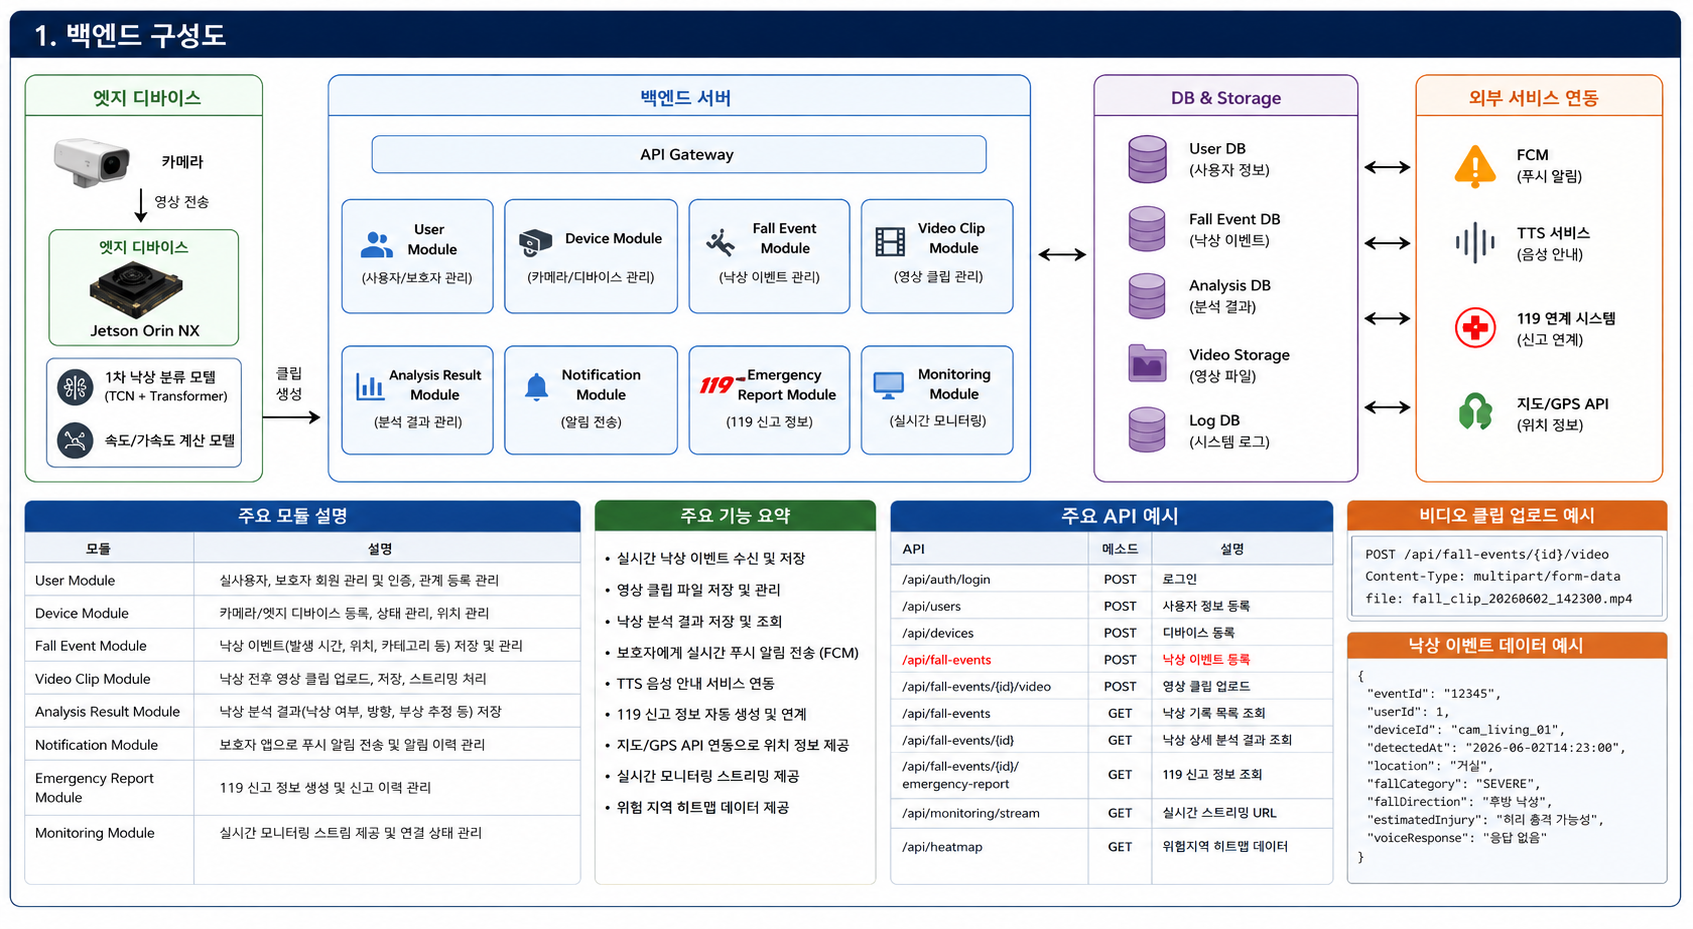 1. 백엔드 구성도
엣지 디바이스
카메라
영상 전송
엣지 디바이스
Jetson Orin NX
1차 낙상 분류 모델
(TCN + Transformer)
속도/가속도 계산 모델
클립
생성
백엔드 서버
API Gateway
User
Module
(사용자/보호자 관리)
Device Module
(카메라/디바이스 관리)
Fall Event
Module
(낙상 이벤트 관리)
Video Clip
Module
(영상 클립 관리)
Analysis Result
Module
(분석 결과 관리)
Notification
Module
(알림 전송)
119
Emergency
Report Module
(119 신고 정보)
Monitoring
Module
(실시간 모니터링)
DB & Storage
User DB
(사용자 정보)
Fall Event DB
(낙상 이벤트)
Analysis DB
(분석 결과)
Video Storage
(영상 파일)
Log DB
(시스템 로그)
외부 서비스 연동
FCM
(푸시 알림)
TTS 서비스
(음성 안내)
119 연계 시스템
(신고 연계)
지도/GPS API
(위치 정보)
주요 모듈 설명
모듈 설명
User Module 실사용자, 보호자 회원 관리 및 인증, 관계 등록 관리
Device Module 카메라/엣지 디바이스 등록, 상태 관리, 위치 관리
Fall Event Module 낙상 이벤트(발생 시간, 위치, 카테고리 등) 저장 및 관리
Video Clip Module 낙상 전후 영상 클립 업로드, 저장, 스트리밍 처리
Analysis Result Module 낙상 분석 결과(낙상 여부, 방향, 부상 추정 등) 저장
Notification Module 보호자 앱으로 푸시 알림 전송 및 알림 이력 관리
Emergency Report
Module 119 신고 정보 생성 및 신고 이력 관리
Monitoring Module 실시간 모니터링 스트림 제공 및 연결 상태 관리
주요 기능 요약
• 실시간 낙상 이벤트 수신 및 저장
• 영상 클립 파일 저장 및 관리
• 낙상 분석 결과 저장 및 조회
• 보호자에게 실시간 푸시 알림 전송 (FCM)
• TTS 음성 안내 서비스 연동
• 119 신고 정보 자동 생성 및 연계
• 지도/GPS API 연동으로 위치 정보 제공
• 실시간 모니터링 스트리밍 제공
• 위험 지역 히트맵 데이터 제공
주요 API 예시
API 메소드 설명
/api/auth/login POST 로그인
/api/users POST 사용자 정보 등록
/api/devices POST 디바이스 등록
/api/fall-events POST 낙상 이벤트 등록
/api/fall-events/{id}/video POST 영상 클립 업로드
/api/fall-events GET 낙상 기록 목록 조회
/api/fall-events/{id} GET 낙상 상세 분석 결과 조회
/api/fall-events/{id}/
emergency-report GET 119 신고 정보 조회
/api/monitoring/stream GET 실시간 스트리밍 URL
/api/heatmap GET 위험지역 히트맵 데이터
비디오 클립 업로드 예시
POST /api/fall-events/{id}/video
Content-Type: multipart/form-data
file: fall_clip_20260602_142300.mp4
낙상 이벤트 데이터 예시
{
"eventId": "12345",
"userId": 1,
"deviceId": "cam_living_01",
"detectedAt": "2026-06-02T14:23:00",
"location": "거실",
"fallCategory": "SEVERE",
"fallDirection": "후방 낙상",
"estimatedInjury": "허리 충격 가능성",
"voiceResponse": "응답 없음"
}